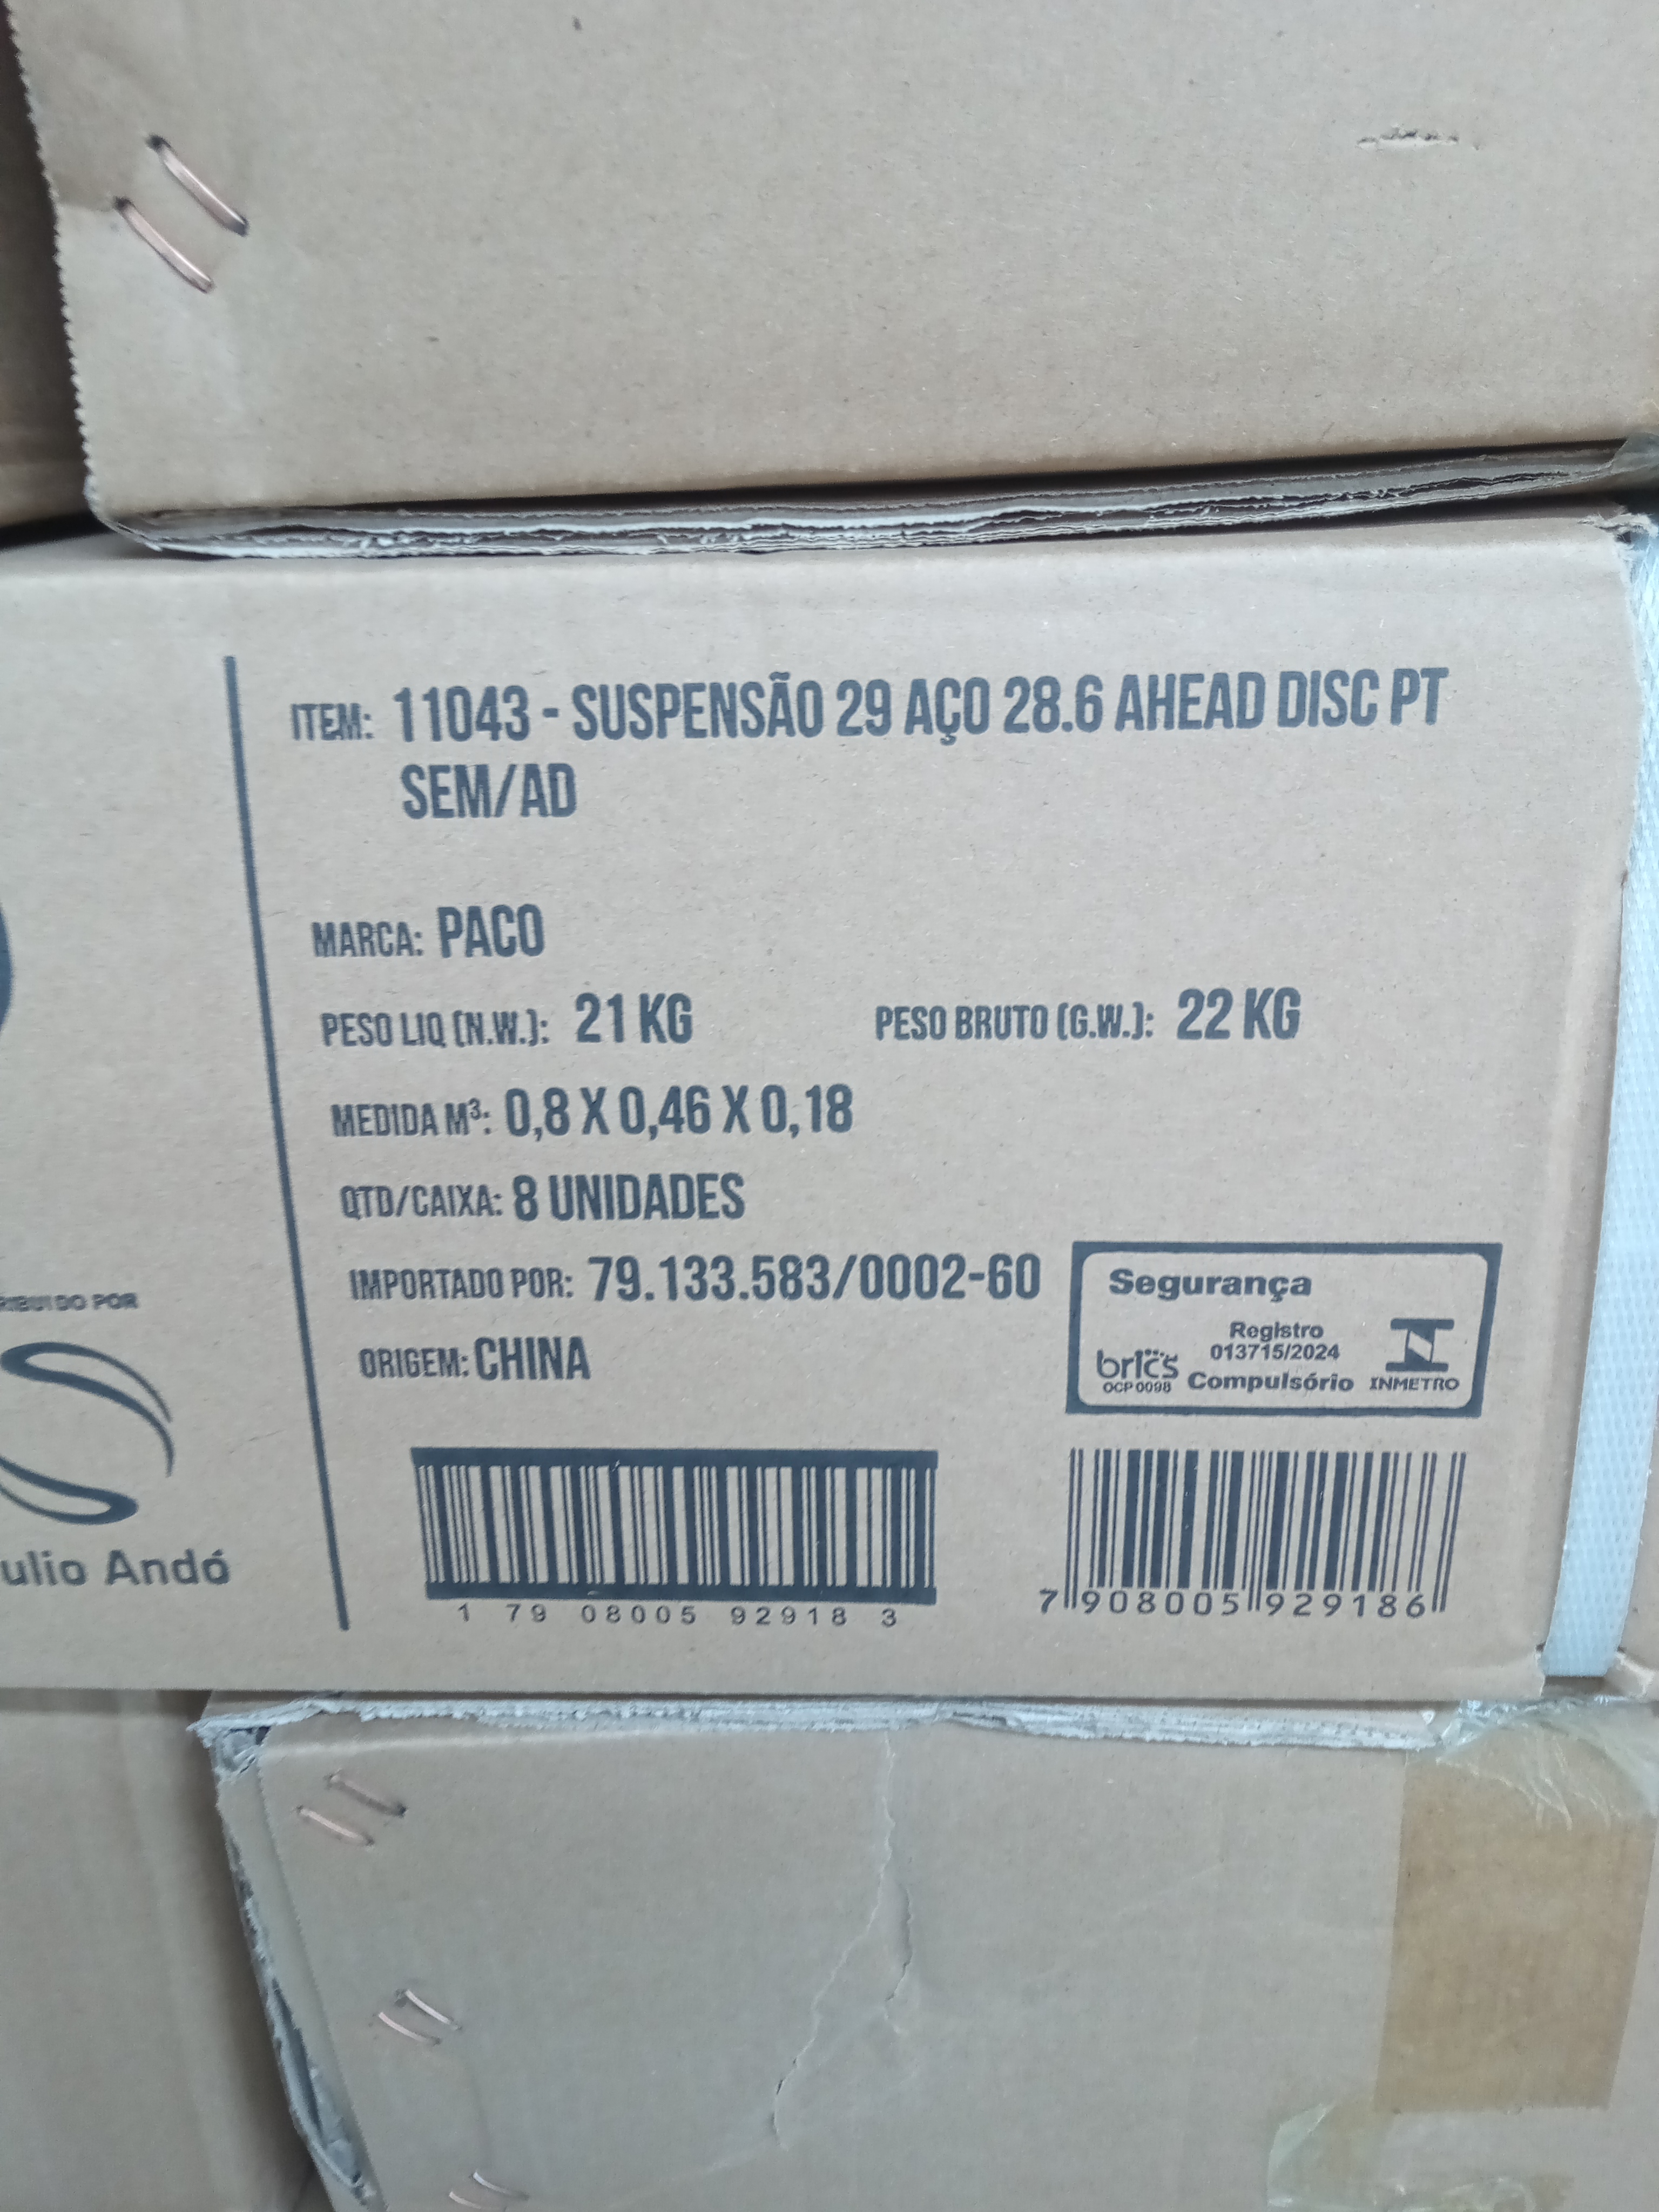 ITEM: 11043 - SUSPENSÃO 29 AÇO 28.6 AHEAD DISC PT
SEM/AD
MARCA: PACO
PESO LIQ (N.W.): 21 KG PESO BRUTO (G.W.): 22 KG
MEDIDA M³: 0,8 X 0,46 X 0,18
QTD/CAIXA: 8 UNIDADES
IMPORTADO POR: 79.133.583/0002-60
ORIGEM: CHINA
Segurança
Registro
013715/2024
brics
OCP 0098
Compulsório
INMETRO
1 79 08005 92918 3
7 908005 929186
POR
Andó